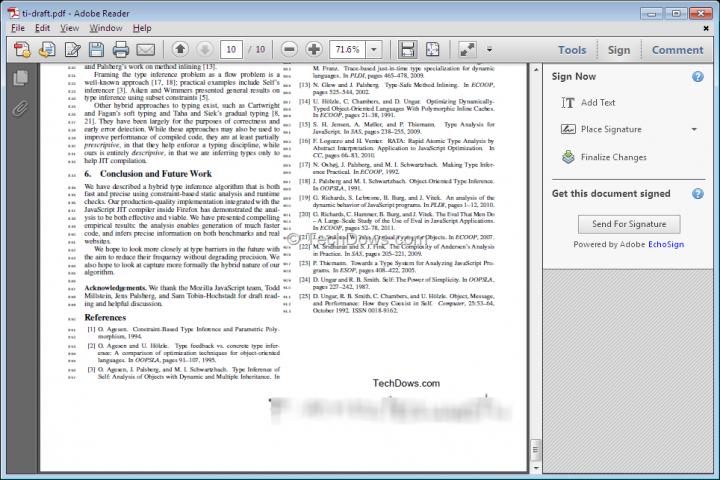 ti-draft.pdf - Adobe Reader
File Edit View Window Help
10 / 10 71.6% Tools Sign Comment
and Palsberg's work on method inlining [13].
Framing the type inference problem as a flow problem is a
well-known approach [17, 18]; practical examples include Self's
inferencer [3]. Aiken and Wimmers presented general results on
type inference using subset constraints [5].
Other hybrid approaches to typing exist, such as Cartwright
and Fagan's soft typing and Taha and Siek's gradual typing [8,
21]. They have been largely for the purposes of correctness and
early error detection. While these approaches may also be used to
improve performance of compiled code, they are at least partially
prescriptive, in that they help enforce a typing discipline, while
ours is entirely descriptive, in that we are inferring types only to
help JIT compilation.
6. Conclusion and Future Work
We have described a hybrid type inference algorithm that is both
fast and precise using constraint-based static analysis and runtime
checks. Our production-quality implementation integrated with the
JavaScript JIT compiler inside Firefox has demonstrated the anal-
ysis to be both effective and viable. We have presented compelling
empirical results: the analysis enables generation of much faster
code, and infers precise information on both benchmarks and real
websites.
We hope to look more closely at type barriers in the future with
the aim to reduce their frequency without degrading precision. We
also hope to look at capture more formally the hybrid nature of our
algorithm.
Acknowledgements. We thank the Mozilla JavaScript team, Todd
Millstein, Jens Palsberg, and Sam Tobin-Hochstadt for draft read-
ing and helpful discussion.
References
[1] O. Agesen. Constraint-Based Type Inference and Parametric Poly-
morphism, 1994.
[2] O. Agesen and U. Hölzle. Type feedback vs. concrete type infer-
ence: A comparison of optimization techniques for object-oriented
languages. In OOPSLA, pages 91–107, 1995.
[3] O. Agesen, J. Palsberg, and M. I. Schwartzbach. Type Inference of
Self: Analysis of Objects with Dynamic and Multiple Inheritance. In
M. Franz. Trace-based just-in-time type specialization for dynamic
languages. In PLDI, pages 465–478, 2009.
[13] N. Glew and J. Palsberg. Type-Safe Method Inlining. In ECOOP,
pages 525–544, 2002.
[14] U. Hölzle, C. Chambers, and D. Ungar. Optimizing Dynamically-
Typed Object-Oriented Languages With Polymorphic Inline Caches.
In ECOOP, pages 21–38, 1991.
[15] S. H. Jensen, A. Møller, and P. Thiemann. Type Analysis for
JavaScript. In SAS, pages 238–255, 2009.
[16] F. Logozzo and H. Venter. RATA: Rapid Atomic Type Analysis by
Abstract Interpretation. Application to JavaScript Optimization. In
CC, pages 66–83, 2010.
[17] N. Oxhøj, J. Palsberg, and M. I. Schwartzbach. Making Type Infer-
ence Practical. In ECOOP, 1992.
[18] J. Palsberg and M. I. Schwartzbach. Object-Oriented Type Inference.
In OOPSLA, 1991.
[19] G. Richards, S. Lebresne, B. Burg, and J. Vitek. An analysis of the
dynamic behavior of JavaScript programs. In PLDI, pages 1–12, 2010.
[20] G. Richards, C. Hammer, B. Burg, and J. Vitek. The Eval That Men Do
– A Large-Scale Study of the Use of Eval in JavaScript Applications.
In ECOOP, pages 52–78, 2011.
Objects. In ECOOP, 2007.
© TechDows.com
[22] M. Sridharan and S. J. Fink. The Complexity of Andersen's Analysis
in Practice. In SAS, pages 205–221, 2009.
[23] P. Thiemann. Towards a Type System for Analyzing JavaScript Pro-
grams. In ESOP, pages 408–422, 2005.
[24] D. Ungar and R. B. Smith. Self: The Power of Simplicity. In OOPSLA,
pages 227–242, 1987.
[25] D. Ungar, R. B. Smith, C. Chambers, and U. Hölzle. Object, Message,
and Performance: How they Coexist in Self. Computer, 25:53–64,
October 1992. ISSN 0018-9162.
TechDows.com
Sign Now
Add Text
Place Signature
Finalize Changes
Get this document signed
Send For Signature
Powered by Adobe EchoSign